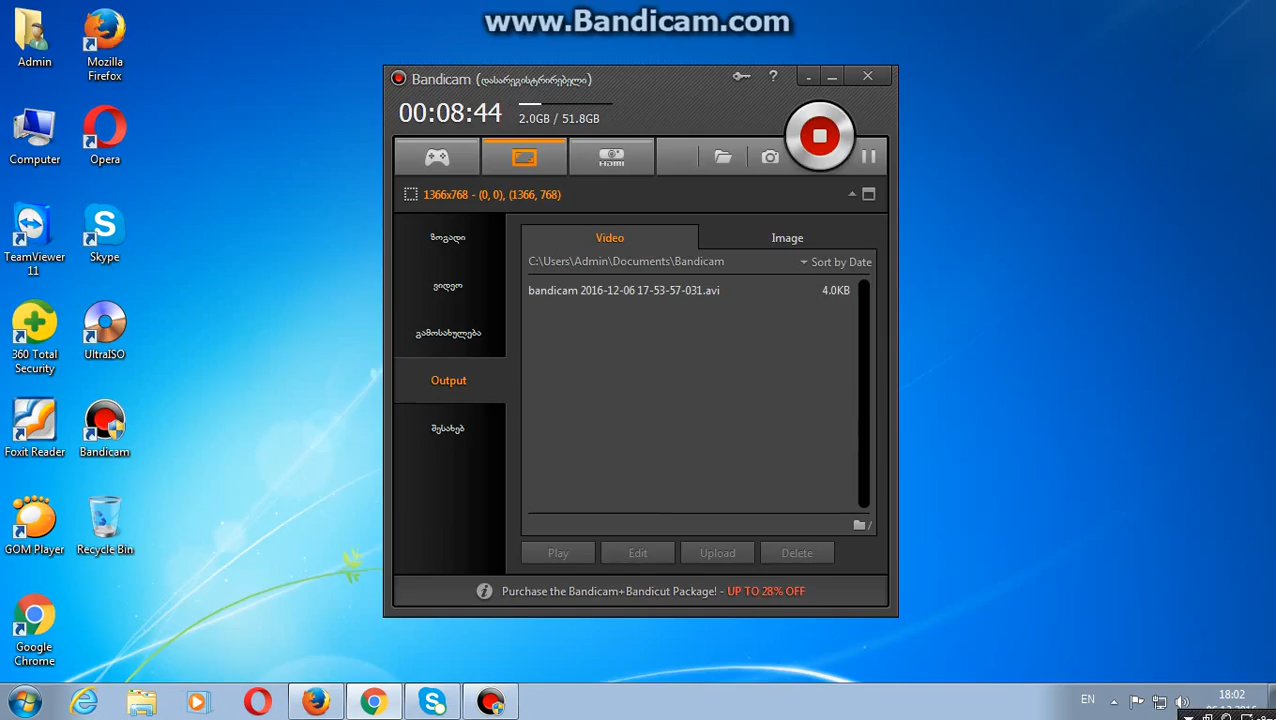 www.Bandicam.com
Admin
Mozilla
Firefox
Computer
Opera
TeamViewer
11
Skype
360 Total
Security
UltraISO
Foxit Reader
Bandicam
GOM Player
Recycle Bin
Google
Chrome
Bandicam (დასარეგისტრირებელი)
?
00:08:44
2.0GB / 51.8GB
HDMI
1366x768 - (0, 0), (1366, 768)
ზოგადი
ვიდეო
გამოსახულება
Output
შესახებ
Video
Image
C:\Users\Admin\Documents\Bandicam
Sort by Date
bandicam 2016-12-06 17-53-57-031.avi
4.0KB
/
Play
Edit
Upload
Delete
Purchase the Bandicam+Bandicut Package! - UP TO 28% OFF
EN
18:02
06.12.2016